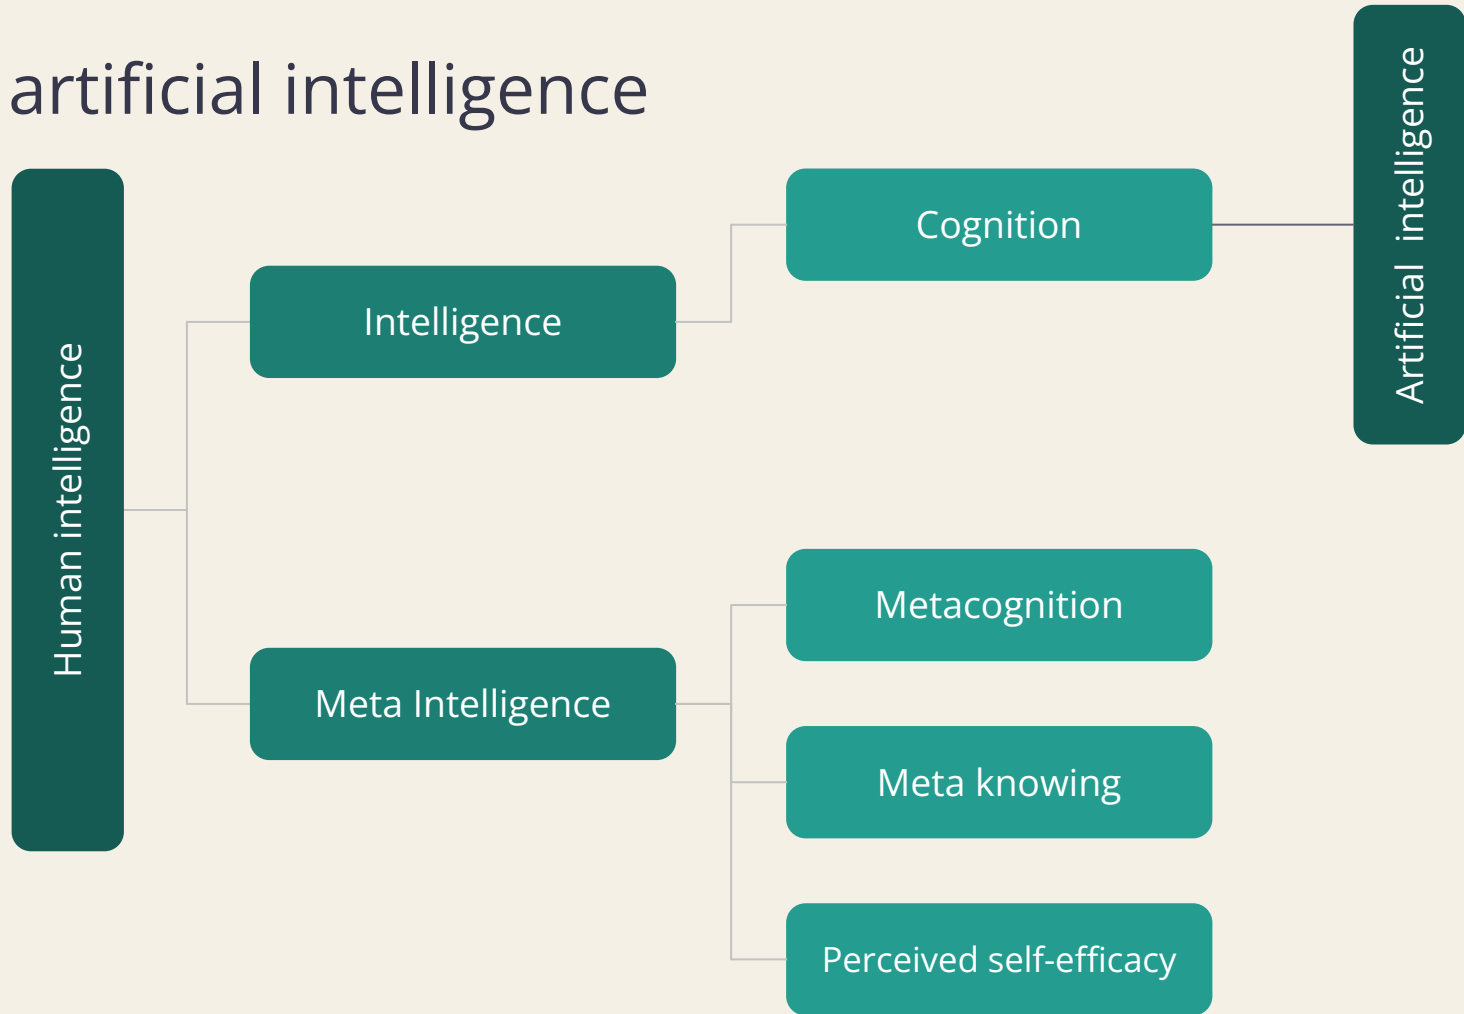 artificial intelligence
Human intelligence
Intelligence
Cognition
Artificial intelligence
Meta Intelligence
Metacognition
Meta knowing
Perceived self-efficacy